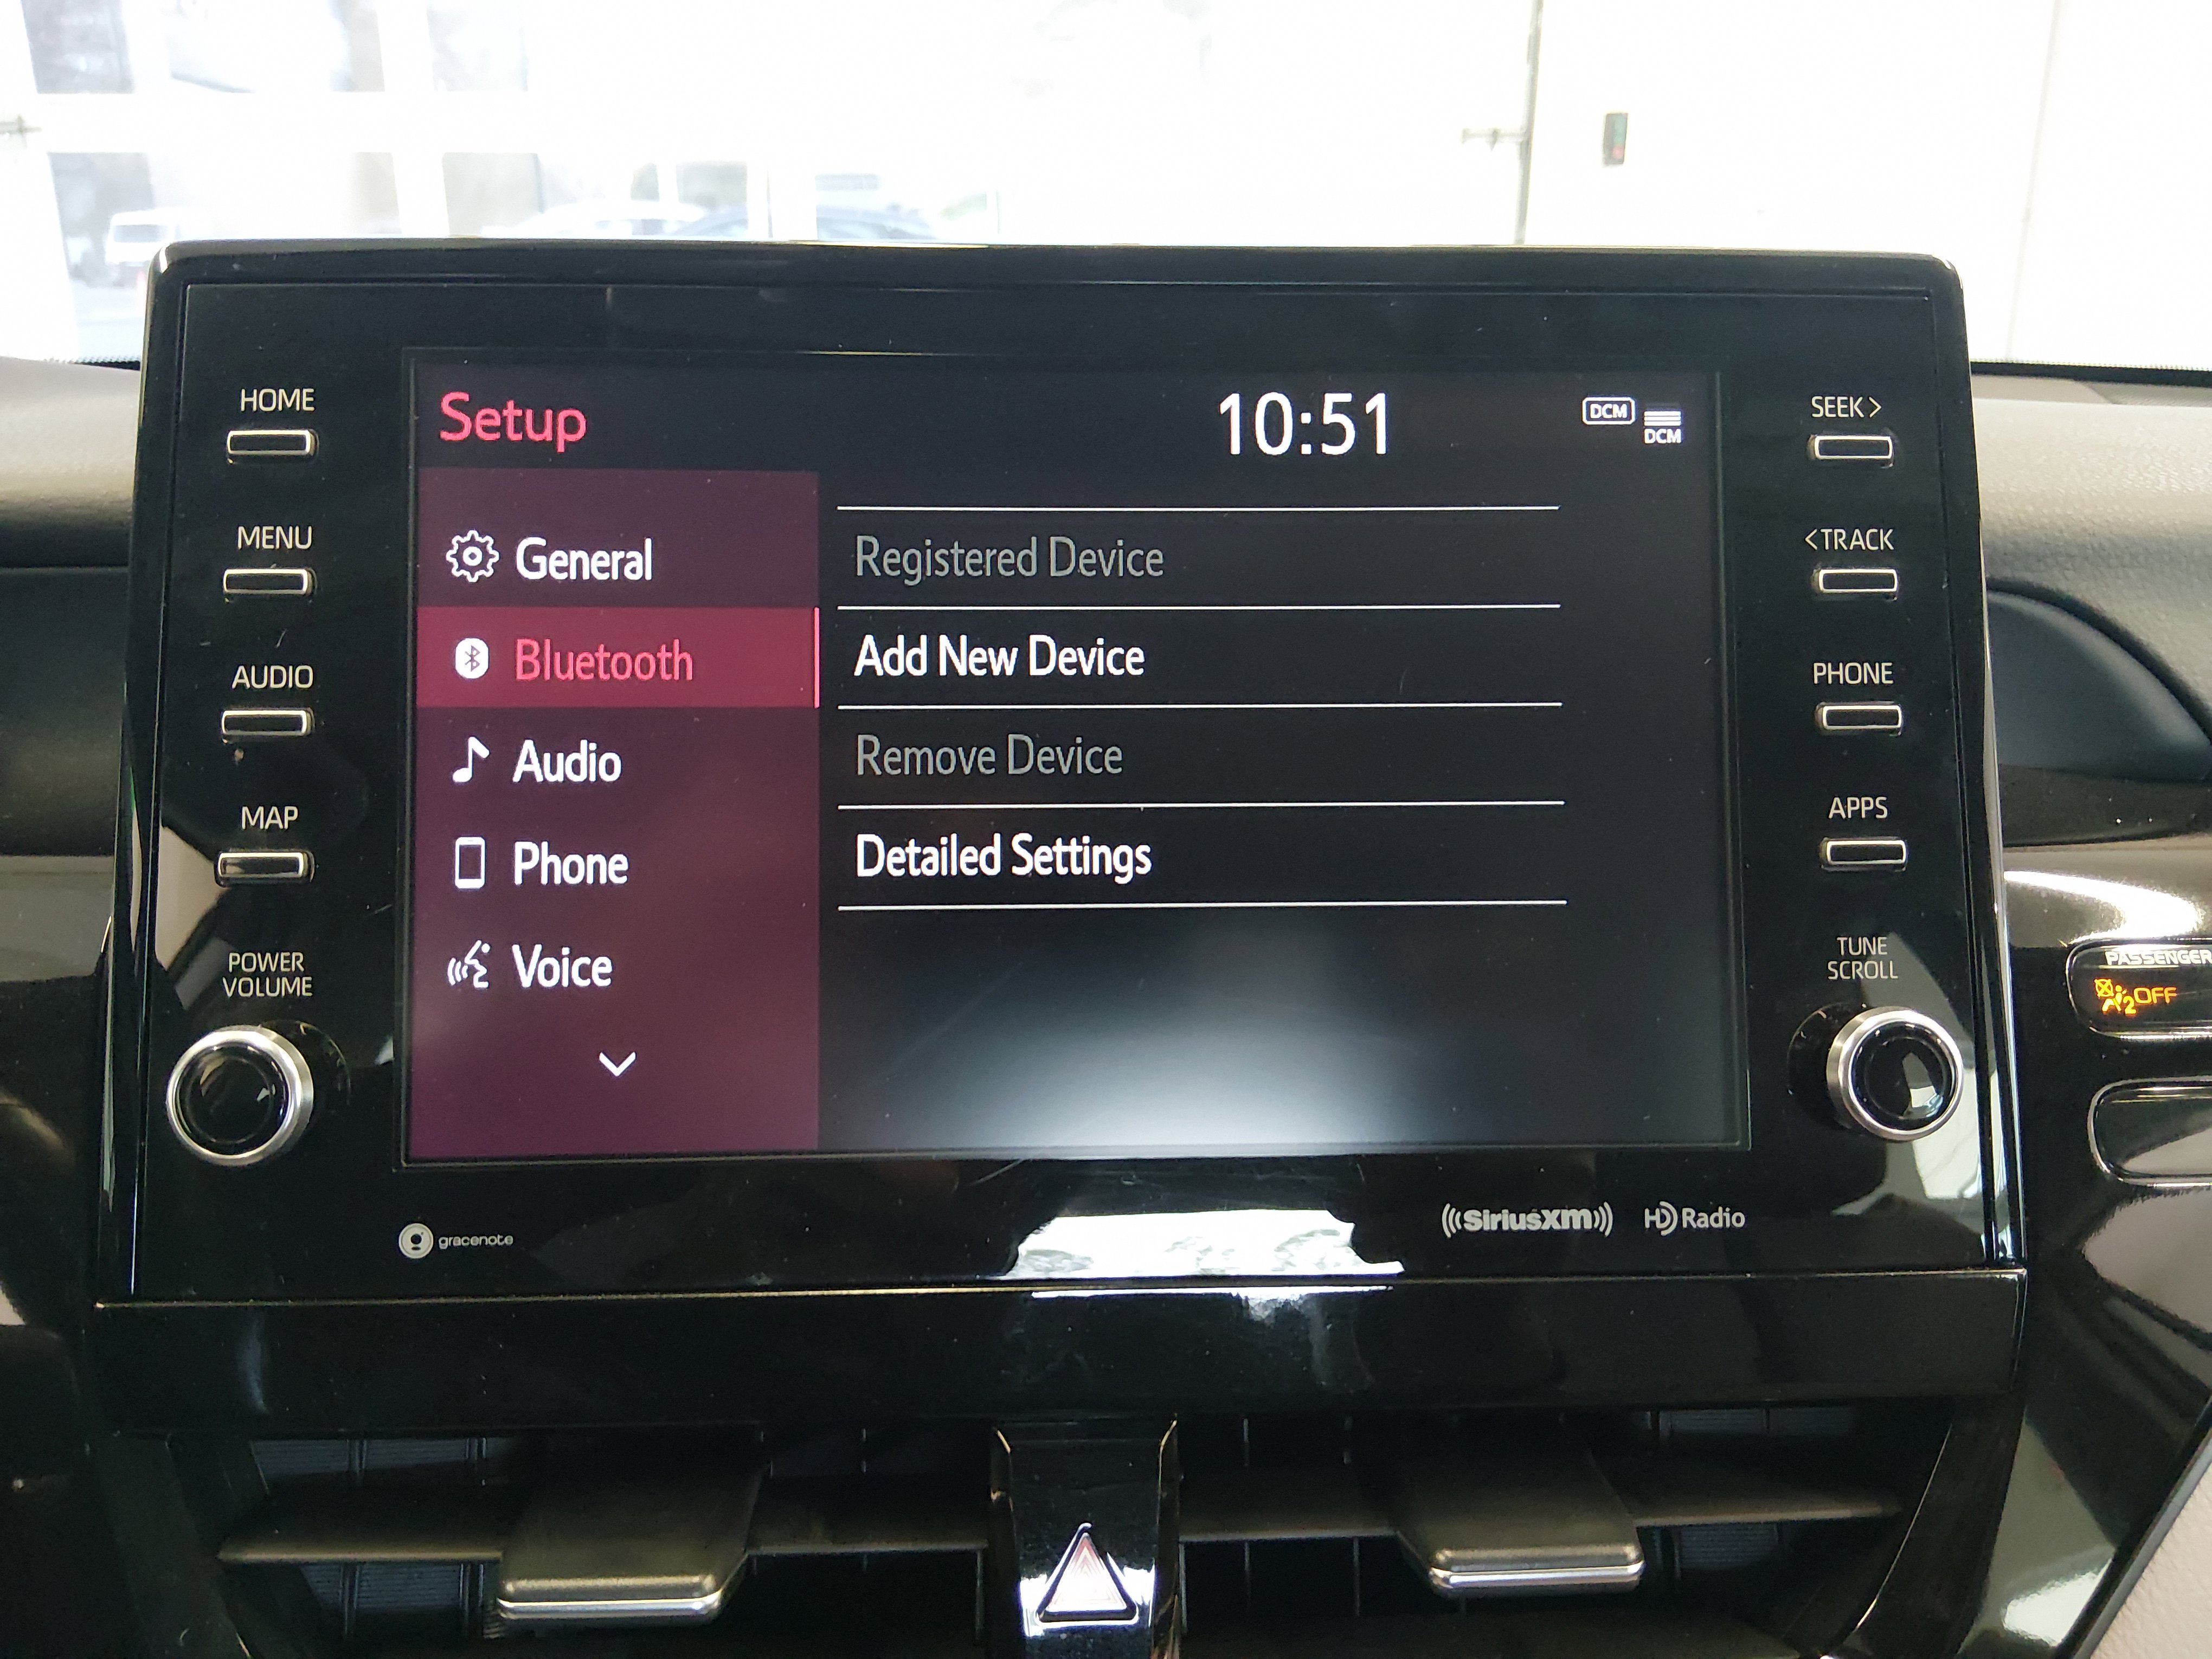 HOME
MENU
AUDIO
MAP
POWER
VOLUME
Setup
10:51
DCM
DCM
General
Bluetooth
Audio
Phone
Voice
Registered Device
Add New Device
Remove Device
Detailed Settings
SEEK>
<TRACK
PHONE
APPS
TUNE
SCROLL
PASSENGER
2 OFF
gracenote
((SiriusXM))
HD Radio